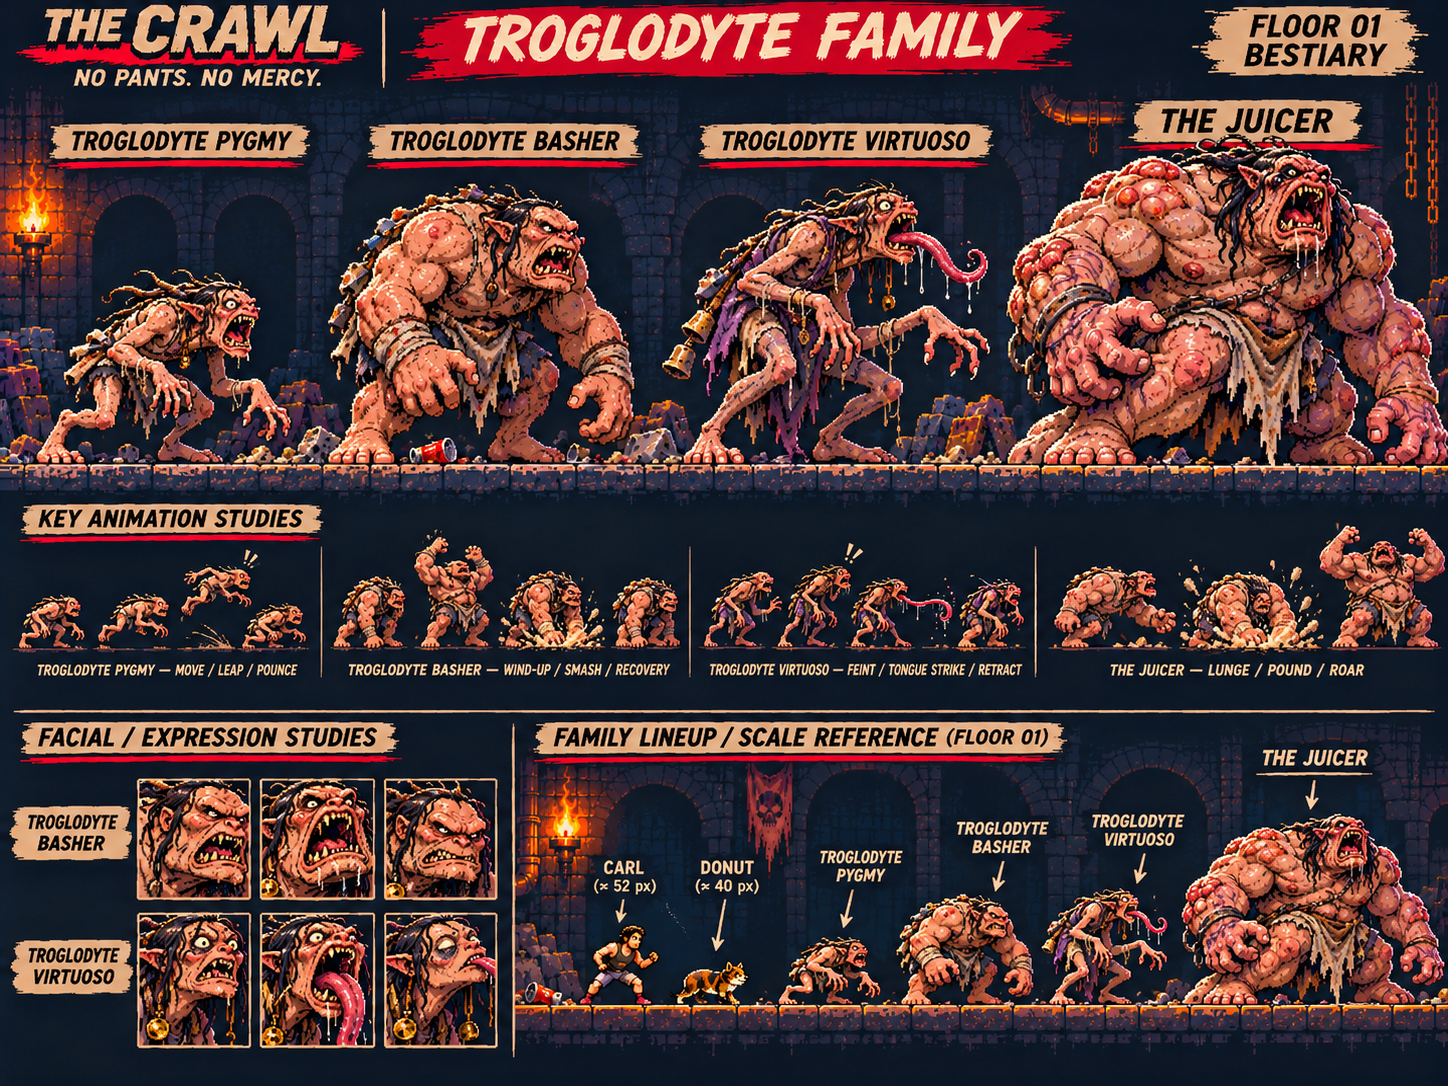 THE CRAWL
NO PANTS. NO MERCY.
TROGLODYTE FAMILY
FLOOR 01
BESTIARY
TROGLODYTE PYGMY
TROGLODYTE BASHER
TROGLODYTE VIRTUOSO
THE JUICER
KEY ANIMATION STUDIES
!!
!!
TROGLODYTE PYGMY — MOVE / LEAP / POUNCE
TROGLODYTE BASHER — WIND-UP / SMASH / RECOVERY
TROGLODYTE VIRTUOSO — FEINT / TONGUE STRIKE / RETRACT
THE JUICER — LUNGE / POUND / ROAR
FACIAL / EXPRESSION STUDIES
TROGLODYTE
BASHER
TROGLODYTE
VIRTUOSO
FAMILY LINEUP / SCALE REFERENCE (FLOOR 01)
CARL
(≈ 52 px)
DONUT
(≈ 40 px)
TROGLODYTE
PYGMY
TROGLODYTE
BASHER
TROGLODYTE
VIRTUOSO
THE JUICER